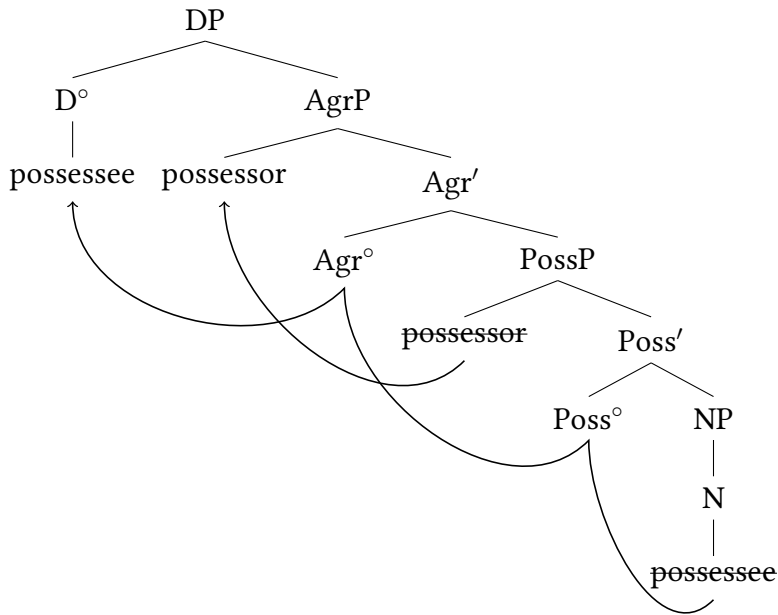 DP
D° AgrP
possessee possessor Agr′
Agr° PossP
possessor Poss′
Poss° NP
N
possessee